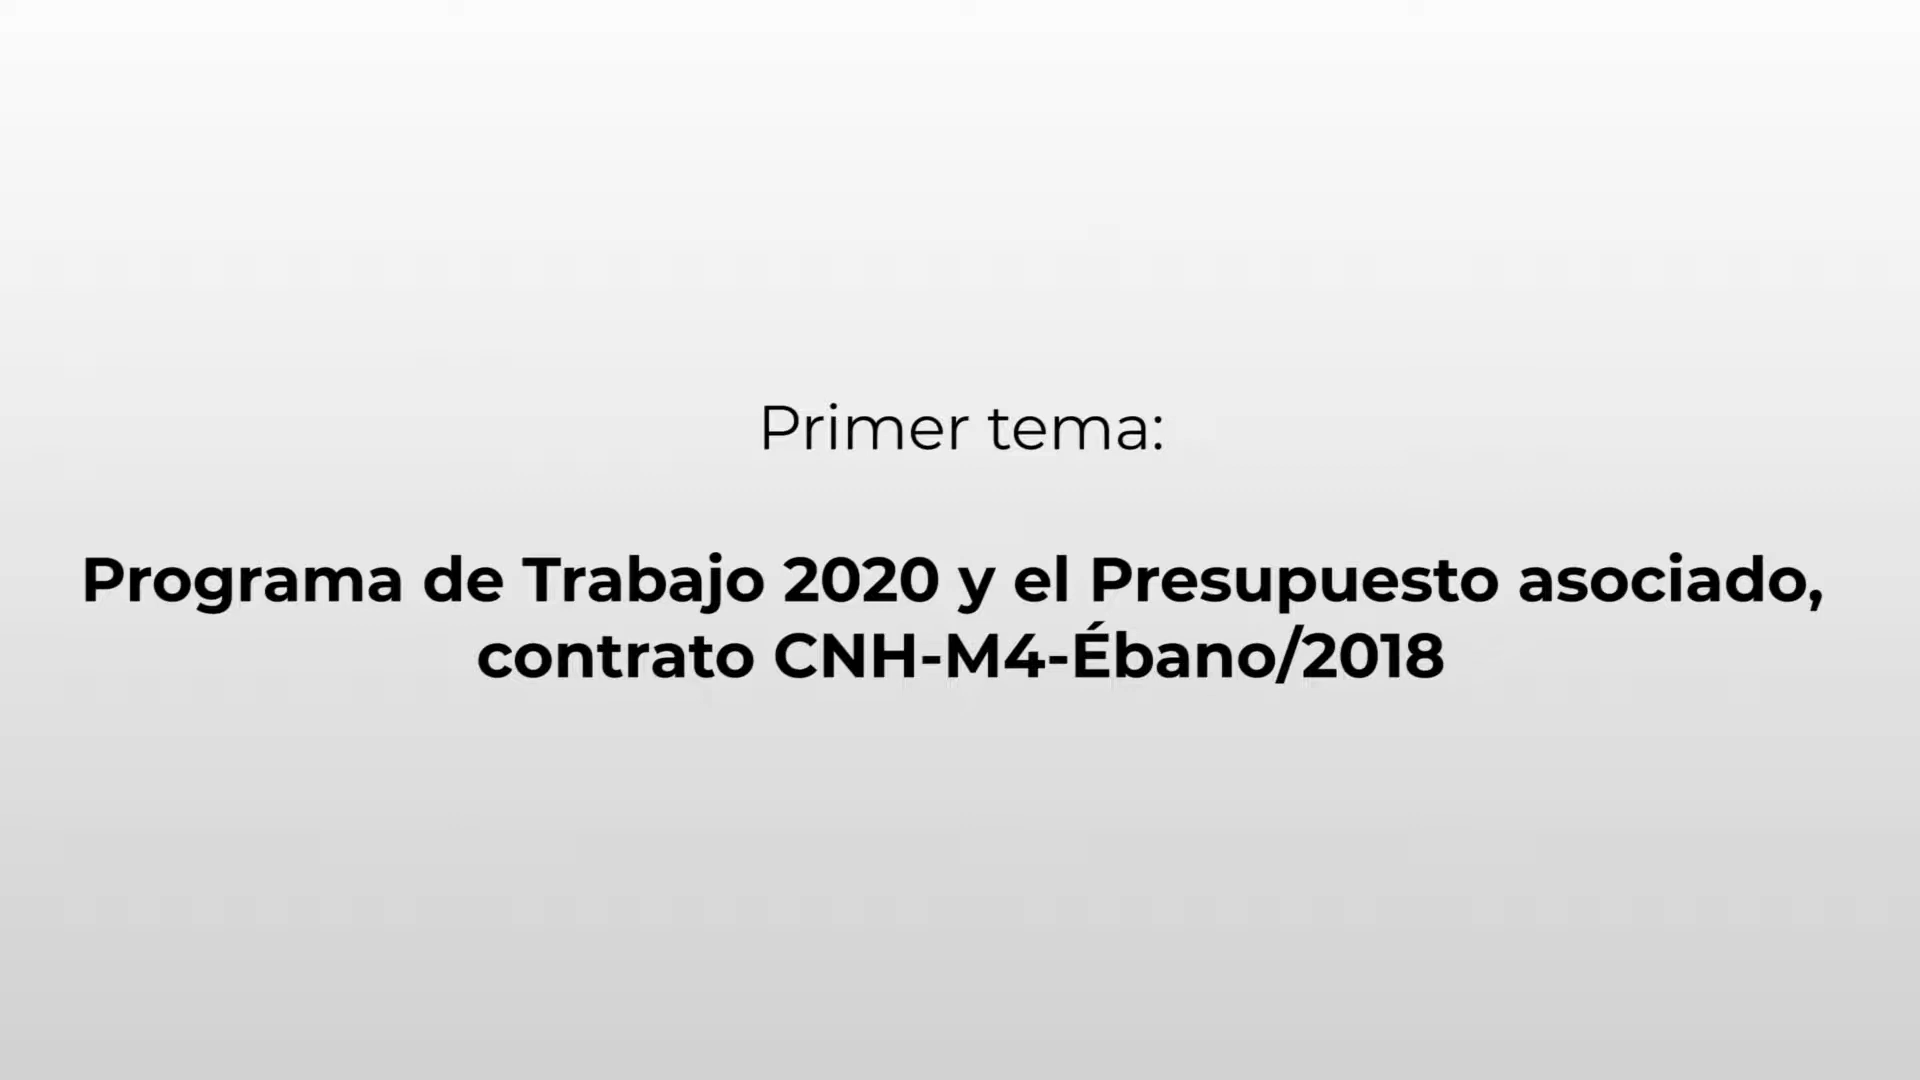 Primer tema:
Programa de Trabajo 2020 y el Presupuesto asociado,
contrato CNH-M4-Ébano/2018